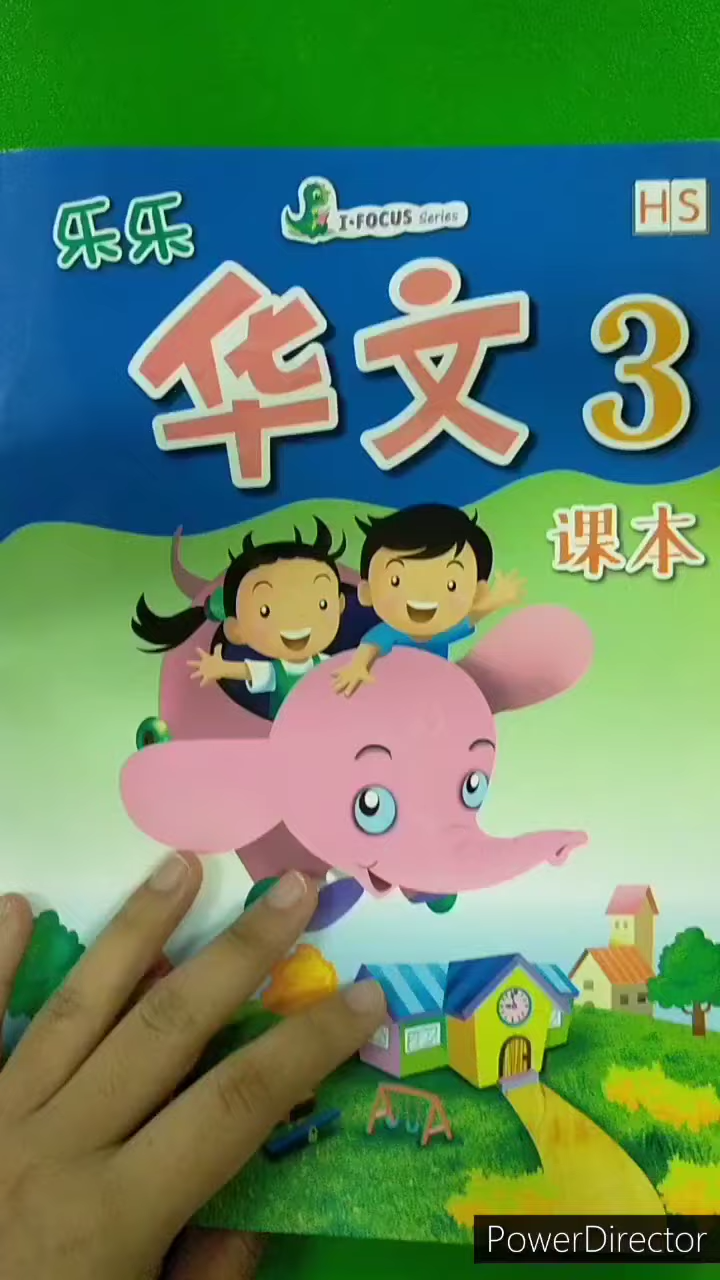 乐乐
I•FOCUS Series
HS
华文 3
课本
PowerDirector